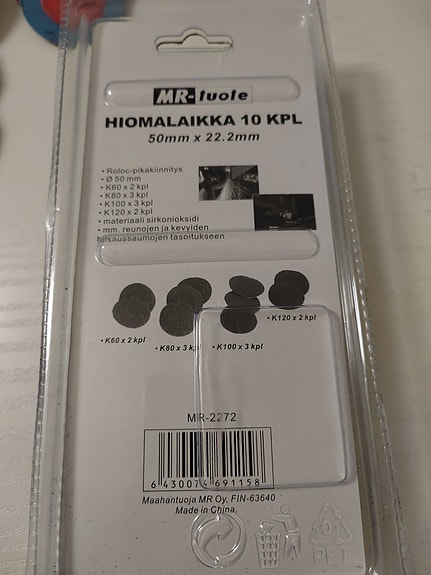 MR-tuote
HIOMALAIKKA 10 KPL
50mm x 22.2mm
• Roloc-pikakiinnitys
• Ø 50 mm
• K60 x 2 kpl
• K80 x 3 kpl
• K100 x 3 kpl
• K120 x 2 kpl
• materiaali sirkonioksidi
• mm. reunojen ja kevyiden
hitsaussaumojen tasoitukseen
• K60 x 2 kpl
• K80 x 3 kpl
• K100 x 3 kpl
• K120 x 2 kpl
MR-2272
6 430074 691158
Maahantuoja MR Oy, FIN-63640
Made in China.
01
PET